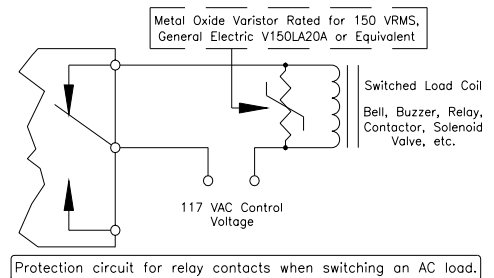 Metal Oxide Varistor Rated for 150 VRMS,
General Electric V150LA20A or Equivalent
Switched Load Coil
Bell, Buzzer, Relay,
Contactor, Solenoid
Valve, etc.
117 VAC Control
Voltage
Protection circuit for relay contacts when switching an AC load.